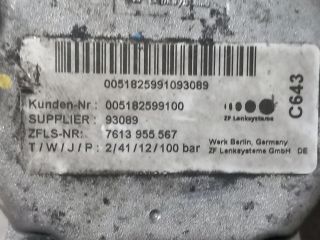 0051825991093089
Kunden-Nr : 005182599100
SUPPLIER : 93089
ZFLS-NR: 7613 955 567
T / W / J / P : 2/41/12/100 bar
ZF Lenksysteme
C643
Werk Berlin, Germany
ZF Lenksysteme GmbH DE